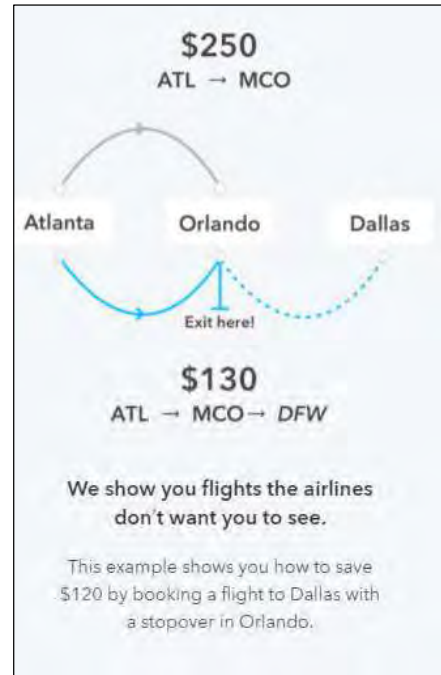 $250
ATL → MCO
Atlanta
Orlando
Dallas
Exit here!
$130
ATL → MCO → DFW
We show you flights the airlines
don't want you to see.
This example shows you how to save
$120 by booking a flight to Dallas with
a stopover in Orlando.